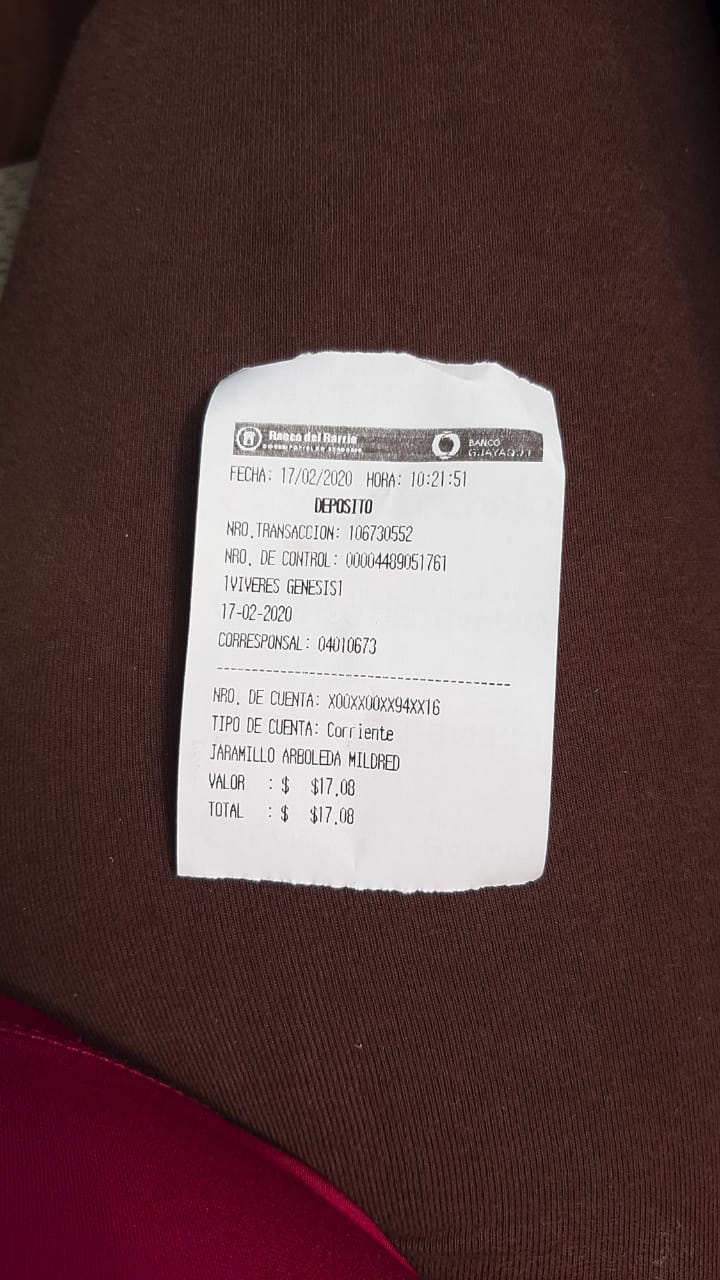 Banco del Barrio BANCO
GUAYAQUIL
FECHA: 17/02/2020 HORA: 10:21:51
DEPOSITO
NRO.TRANSACCION: 106730552
NRO. DE CONTROL: 00004489051761
1VIVERES GENESIS1
17-02-2020
CORRESPONSAL: 04010673
--------------------------------------
NRO. DE CUENTA: X00XX00XX94XX16
TIPO DE CUENTA: Corriente
JARAMILLO ARBOLEDA MILDRED
VALOR : $ $17.08
TOTAL : $ $17.08